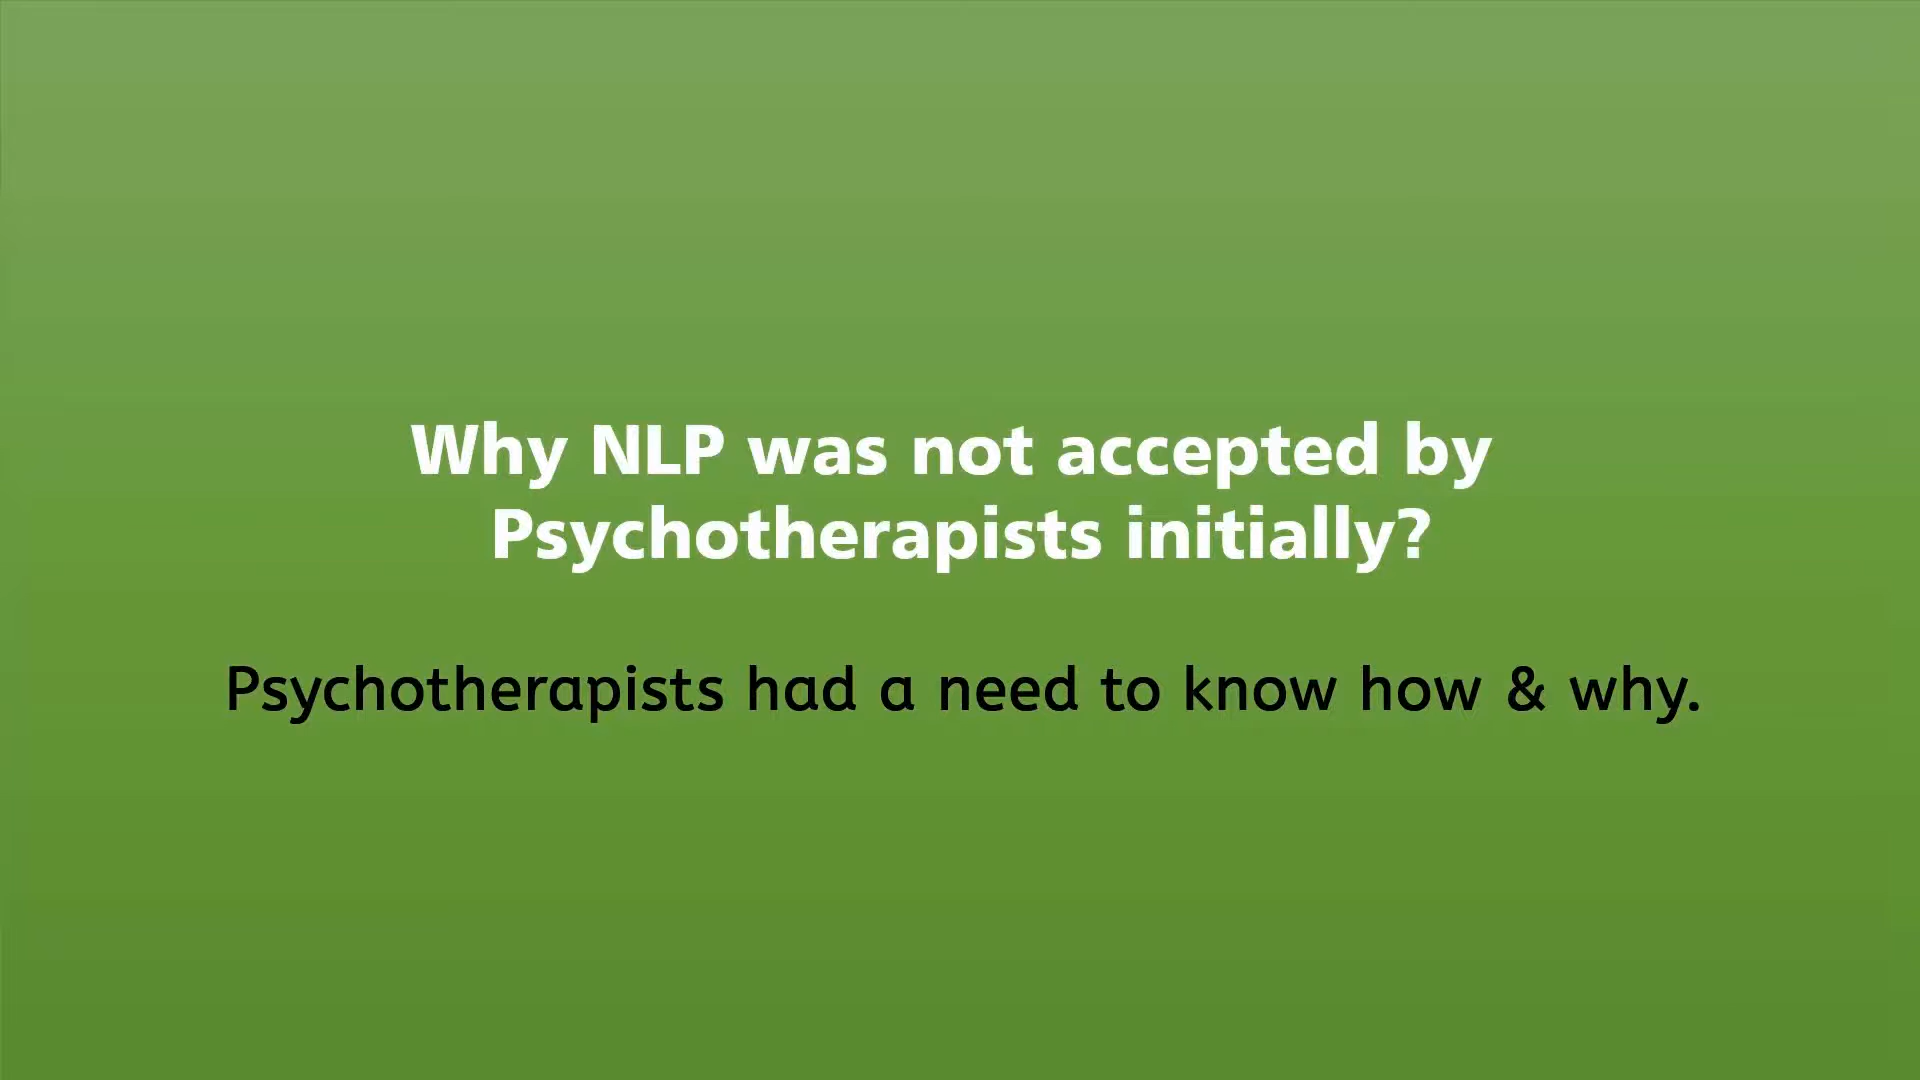 Why NLP was not accepted by
Psychotherapists initially?
Psychotherapists had a need to know how & why.